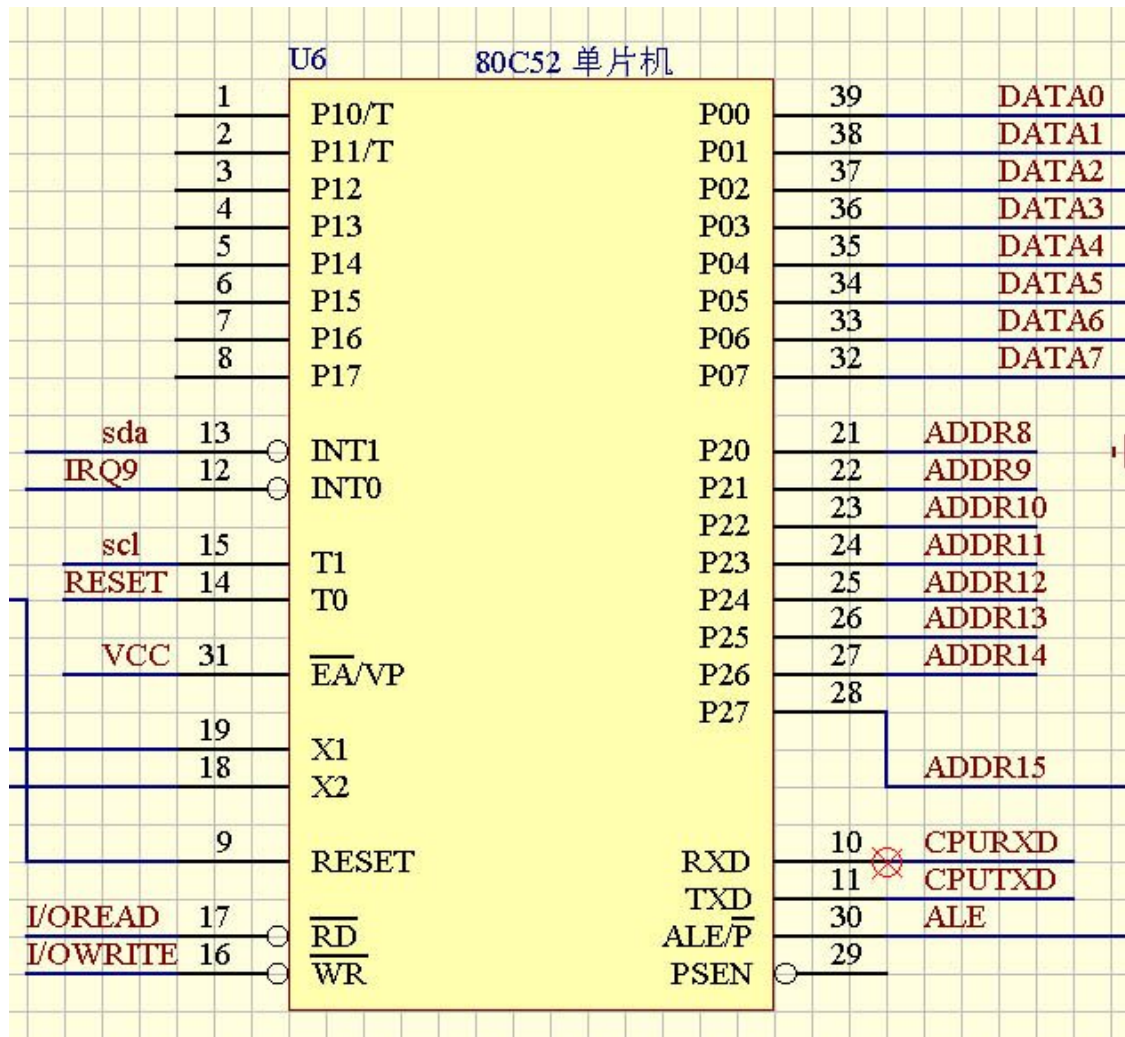 U6 80C52 单片机
1 P10/T P00 39 DATA0
2 P11/T P01 38 DATA1
3 P12 P02 37 DATA2
4 P13 P03 36 DATA3
5 P14 P04 35 DATA4
6 P15 P05 34 DATA5
7 P16 P06 33 DATA6
8 P17 P07 32 DATA7
sda 13 INT1 P20 21 ADDR8
IRQ9 12 INT0 P21 22 ADDR9
P22 23 ADDR10
scl 15 T1 P23 24 ADDR11
RESET 14 T0 P24 25 ADDR12
P25 26 ADDR13
VCC 31 EA/VP P26 27 ADDR14
P27 28
19 X1
18 X2 ADDR15
9 RESET RXD 10 CPURXD
TXD 11 CPUTXD
I/OREAD 17 RD ALE/P 30 ALE
I/OWRITE 16 WR PSEN 29